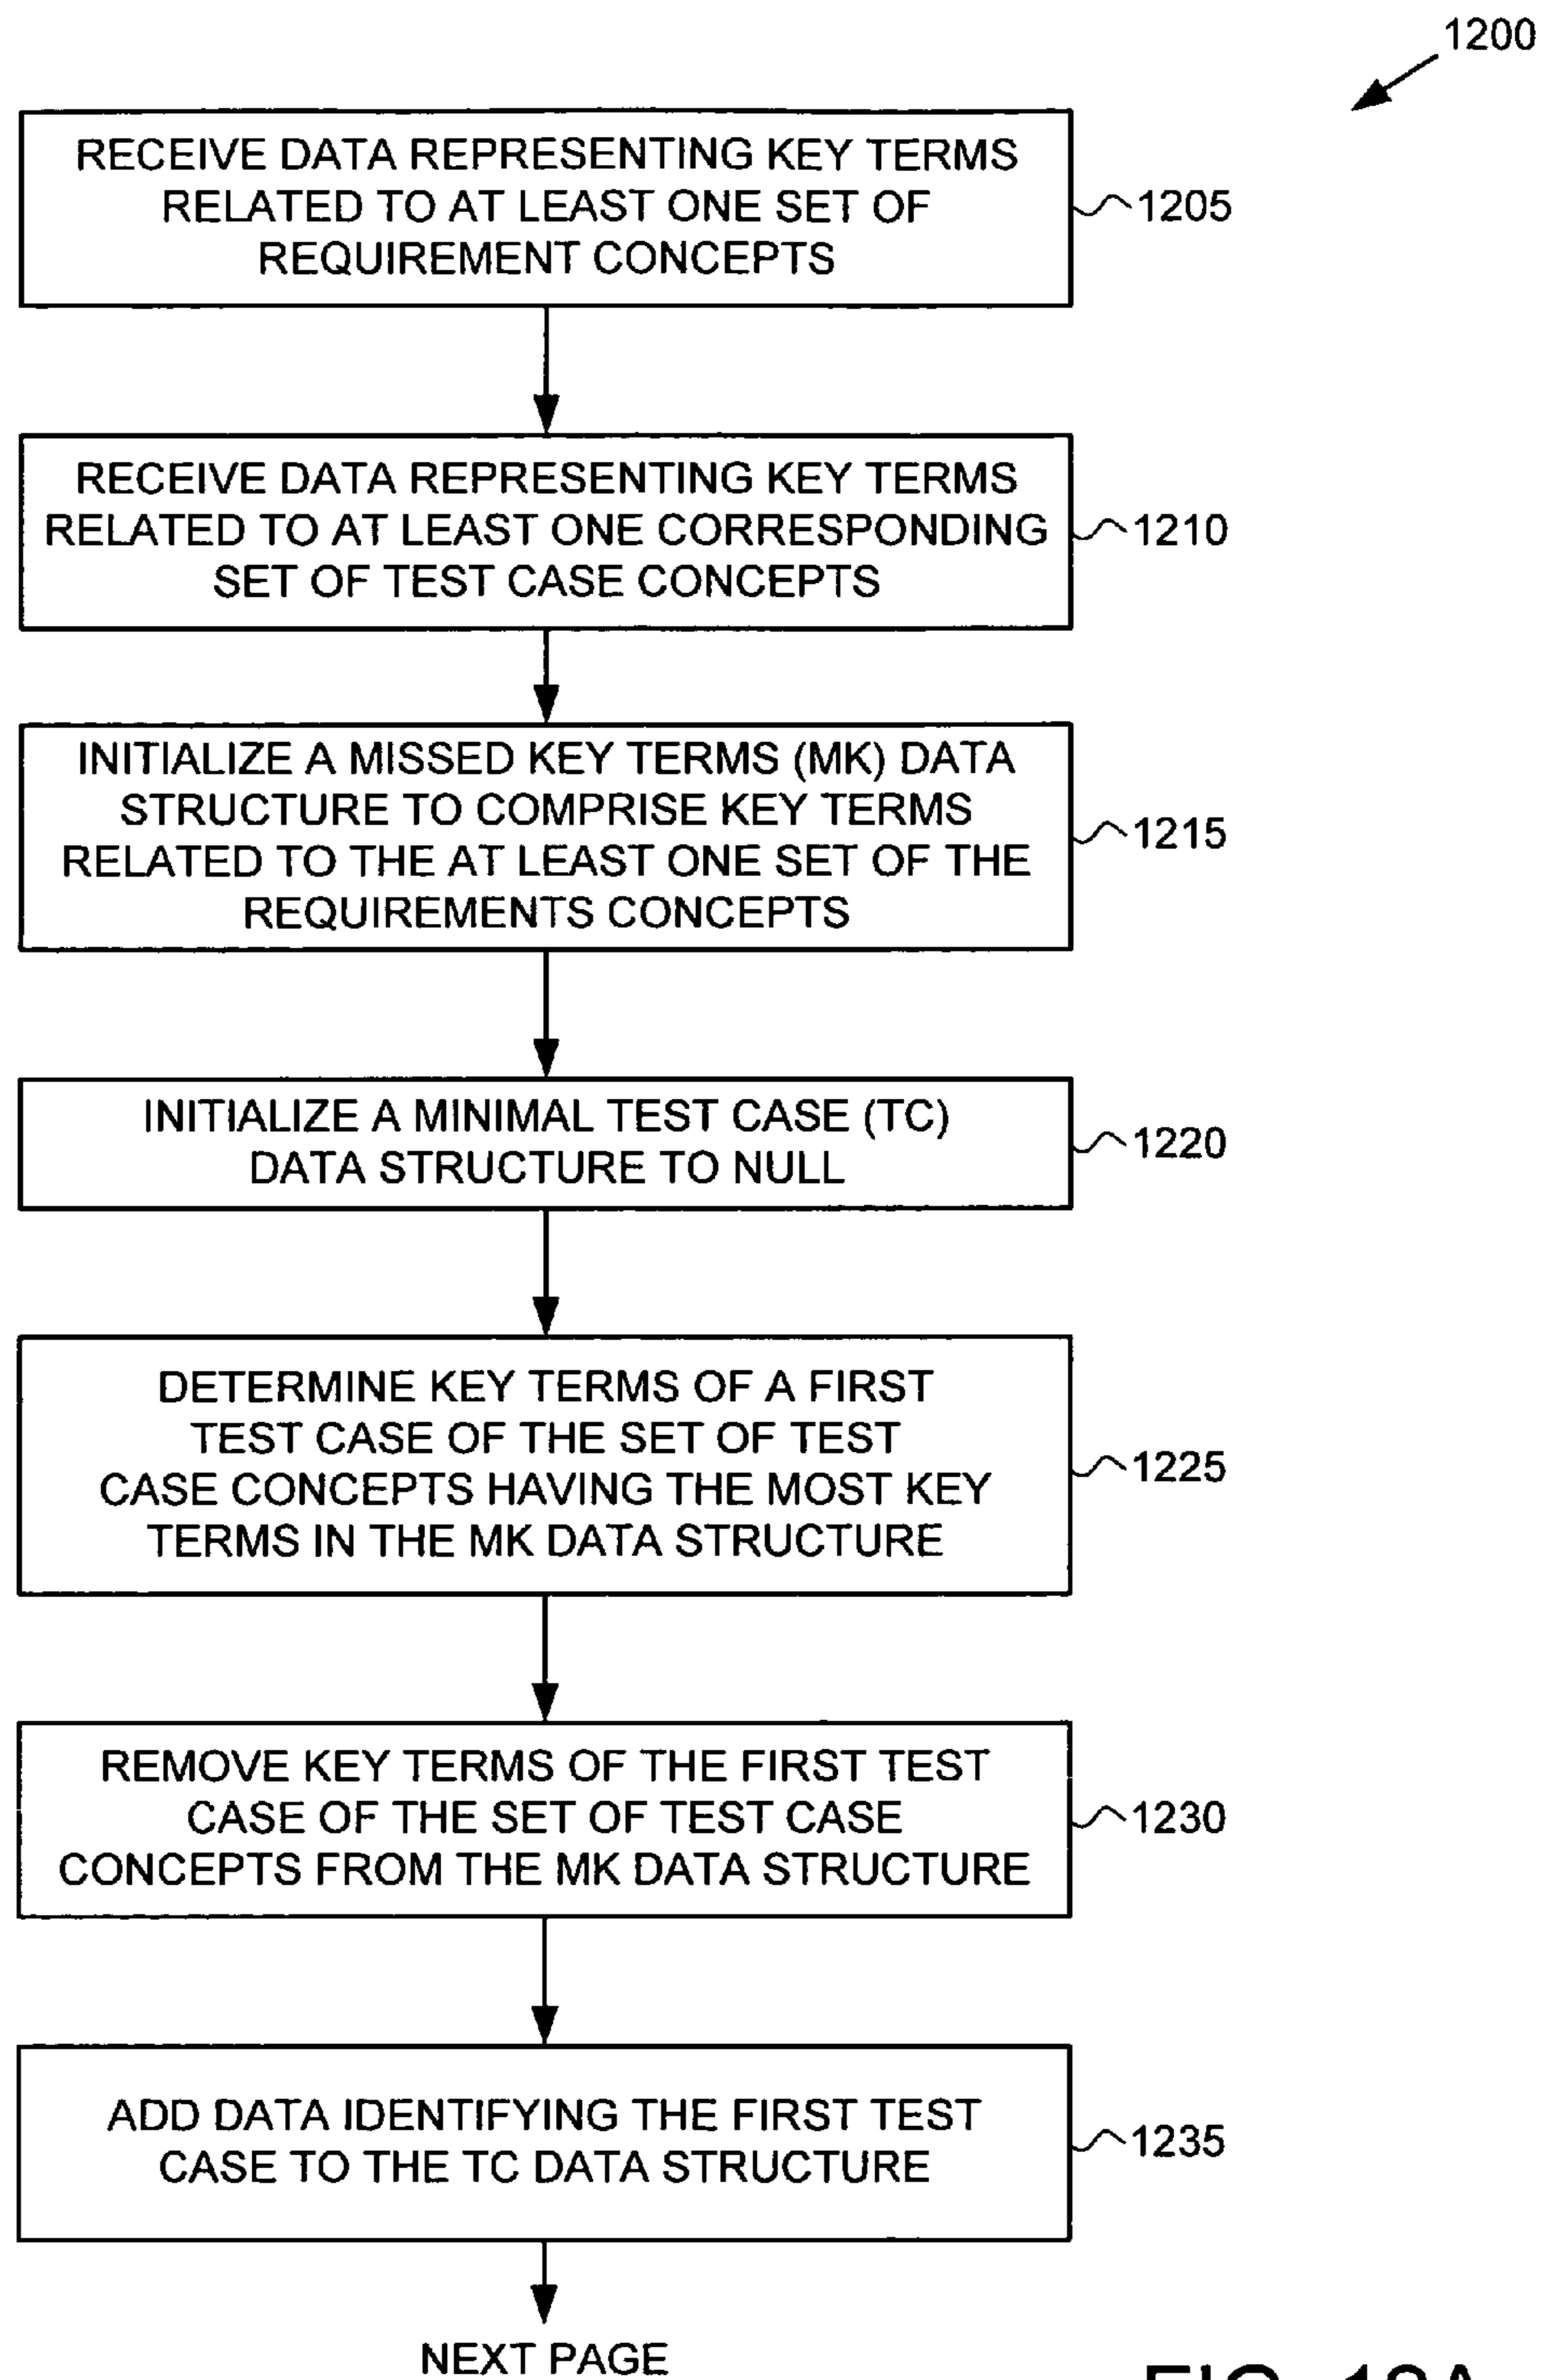 1200
RECEIVE DATA REPRESENTING KEY TERMS
RELATED TO AT LEAST ONE SET OF
REQUIREMENT CONCEPTS
1205
RECEIVE DATA REPRESENTING KEY TERMS
RELATED TO AT LEAST ONE CORRESPONDING
SET OF TEST CASE CONCEPTS
1210
INITIALIZE A MISSED KEY TERMS (MK) DATA
STRUCTURE TO COMPRISE KEY TERMS
RELATED TO THE AT LEAST ONE SET OF THE
REQUIREMENTS CONCEPTS
1215
INITIALIZE A MINIMAL TEST CASE (TC)
DATA STRUCTURE TO NULL
1220
DETERMINE KEY TERMS OF A FIRST
TEST CASE OF THE SET OF TEST
CASE CONCEPTS HAVING THE MOST KEY
TERMS IN THE MK DATA STRUCTURE
1225
REMOVE KEY TERMS OF THE FIRST TEST
CASE OF THE SET OF TEST CASE
CONCEPTS FROM THE MK DATA STRUCTURE
1230
ADD DATA IDENTIFYING THE FIRST TEST
CASE TO THE TC DATA STRUCTURE
1235
NEXT PAGE
FIG. 12A